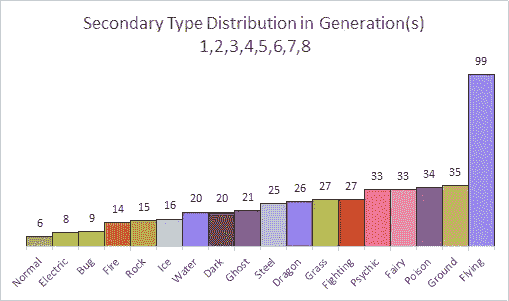 Secondary Type Distribution in Generation(s)
1,2,3,4,5,6,7,8
6 8 9 14 15 16 20 20 21 25 26 27 27 33 33 34 35 99
Normal Electric Bug Fire Rock Ice Water Dark Ghost Steel Dragon Grass Fighting Psychic Fairy Poison Ground Flying